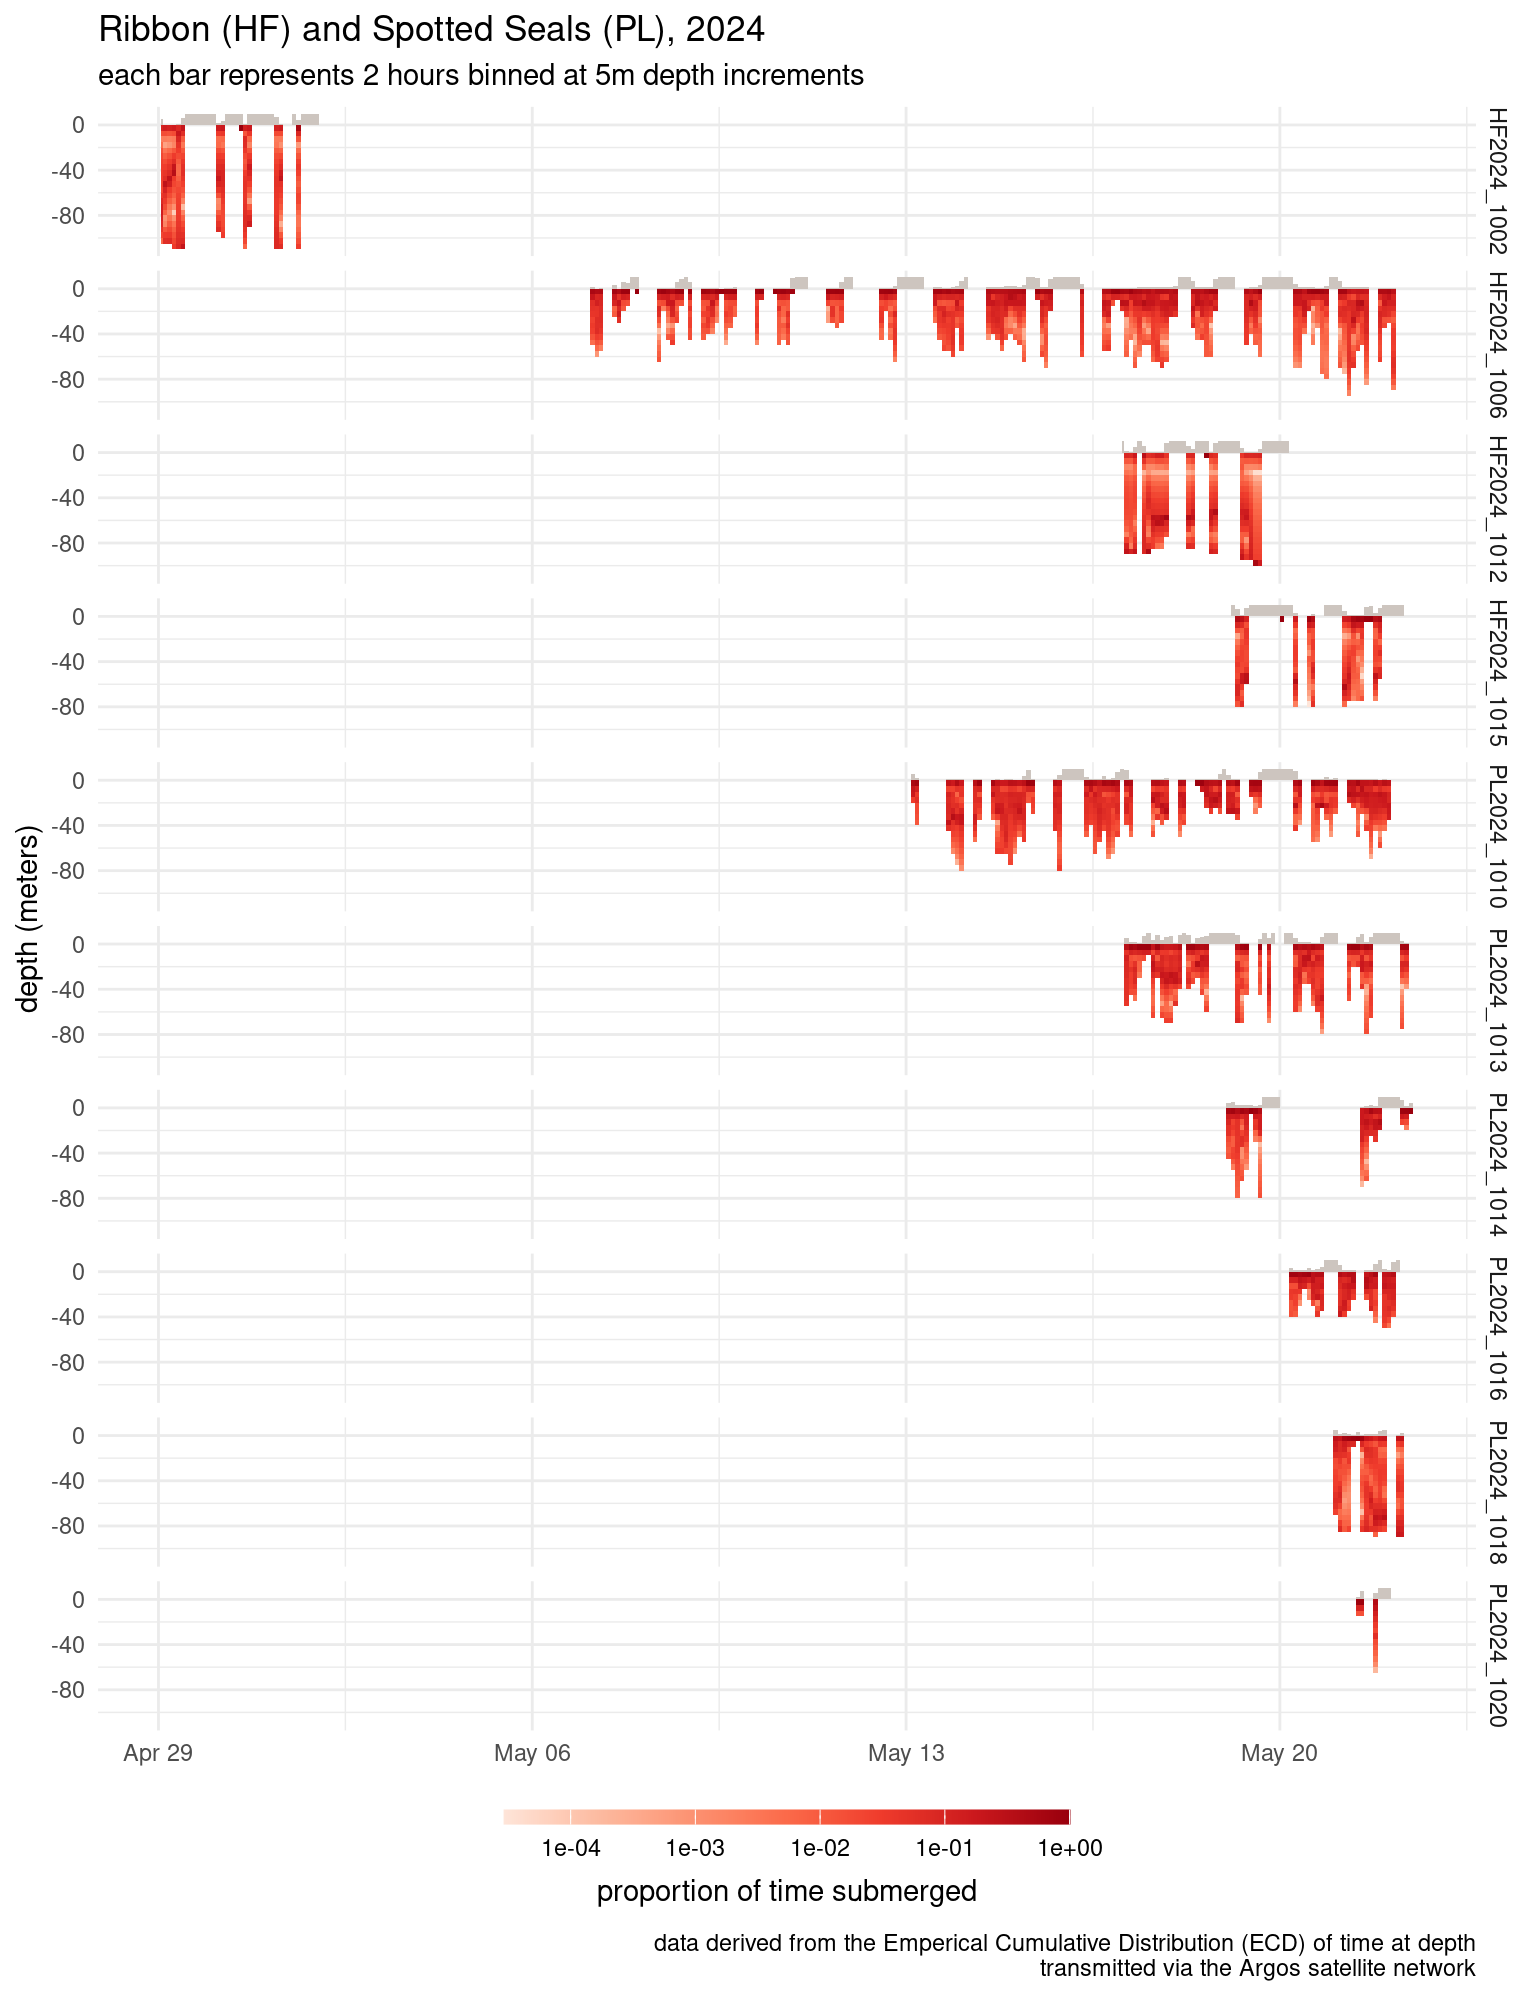 Ribbon (HF) and Spotted Seals (PL), 2024
each bar represents 2 hours binned at 5m depth increments
0
-40
-80
HF2024_1002
0
-40
-80
HF2024_1006
0
-40
-80
HF2024_1012
0
-40
-80
HF2024_1015
depth (meters)
0
-40
-80
PL2024_1010
0
-40
-80
PL2024_1013
0
-40
-80
PL2024_1014
0
-40
-80
PL2024_1016
0
-40
-80
PL2024_1018
0
-40
-80
PL2024_1020
Apr 29 May 06 May 13 May 20
1e-04 1e-03 1e-02 1e-01 1e+00
proportion of time submerged
data derived from the Emperical Cumulative Distribution (ECD) of time at depth
transmitted via the Argos satellite network